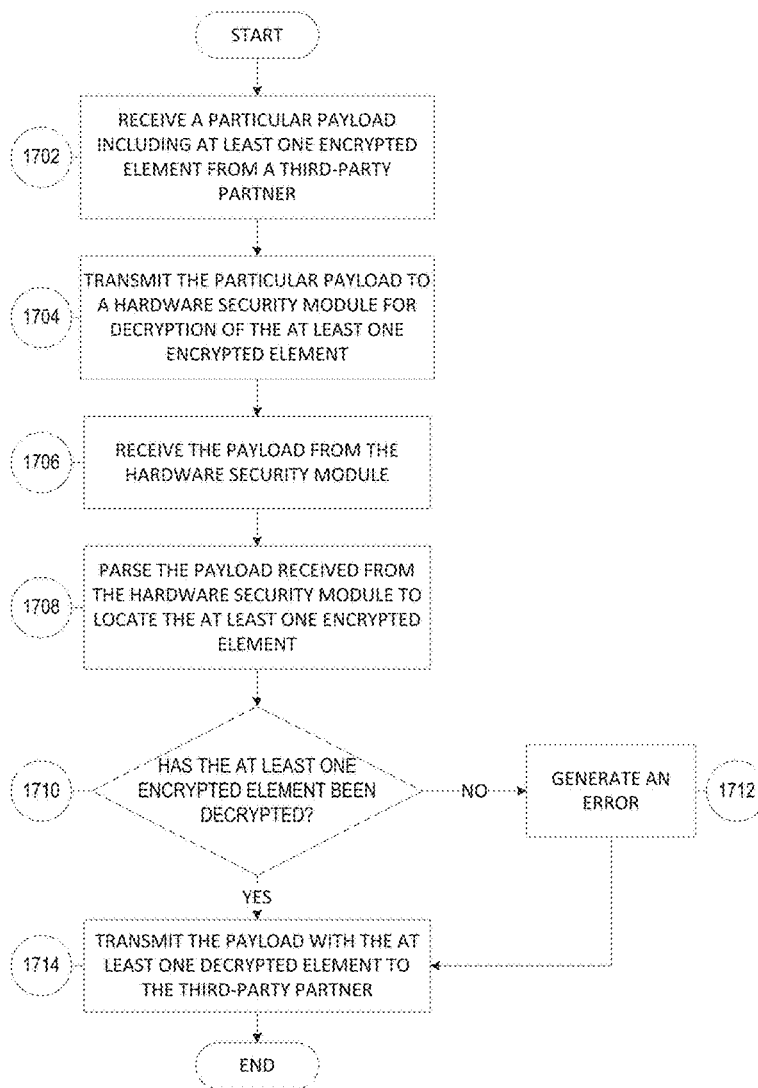 START
1702
RECEIVE A PARTICULAR PAYLOAD
INCLUDING AT LEAST ONE ENCRYPTED
ELEMENT FROM A THIRD-PARTY
PARTNER
1704
TRANSMIT THE PARTICULAR PAYLOAD TO
A HARDWARE SECURITY MODULE FOR
DECRYPTION OF THE AT LEAST ONE
ENCRYPTED ELEMENT
1706
RECEIVE THE PAYLOAD FROM THE
HARDWARE SECURITY MODULE
1708
PARSE THE PAYLOAD RECEIVED FROM
THE HARDWARE SECURITY MODULE TO
LOCATE THE AT LEAST ONE ENCRYPTED
ELEMENT
1710
HAS THE AT LEAST ONE
ENCRYPTED ELEMENT BEEN
DECRYPTED?
NO
GENERATE AN
ERROR
1712
YES
1714
TRANSMIT THE PAYLOAD WITH THE AT
LEAST ONE DECRYPTED ELEMENT TO
THE THIRD-PARTY PARTNER
END